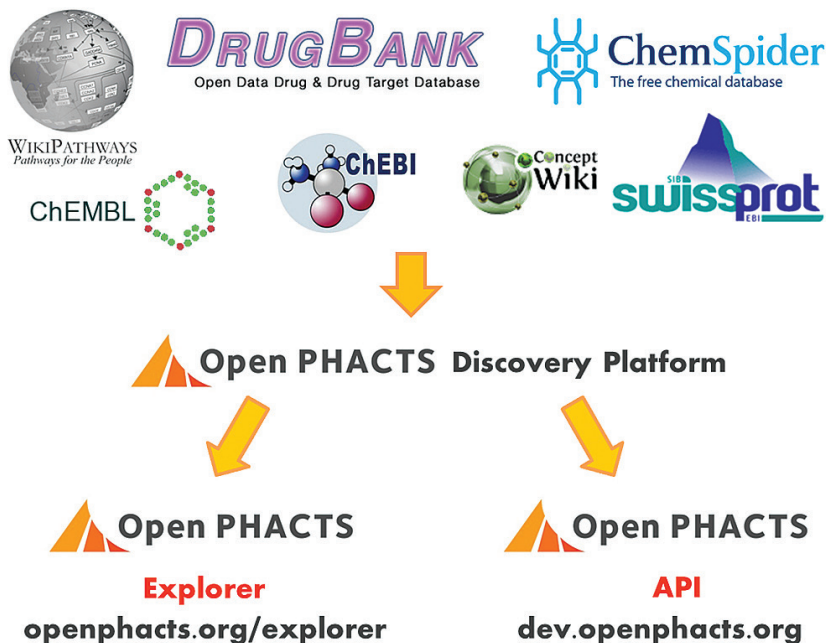 DRUGBANK
Open Data Drug & Drug Target Database
ChemSpider
The free chemical database
WIKIPATHWAYS
Pathways for the People
ChEMBL
ChEBI
Concept
Wiki
SIB
swissprot
EBI
Open PHACTS Discovery Platform
Open PHACTS
Explorer
openphacts.org/explorer
Open PHACTS
API
dev.openphacts.org